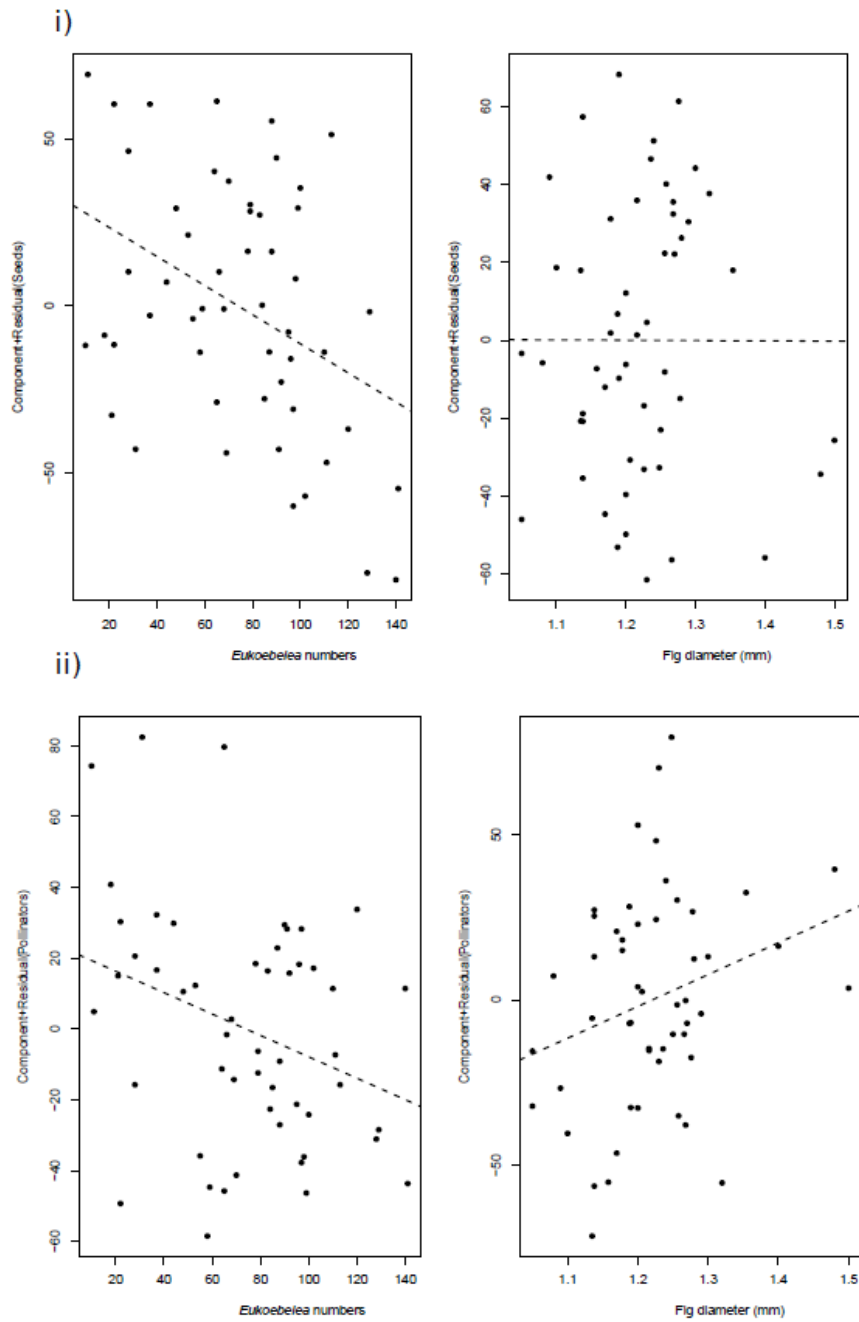 i)
Component+Residual(Seeds)
50
0
−50
20 40 60 80 100 120 140
Eukoebelea numbers
Component+Residual(Seeds)
60
40
20
0
−20
−40
−60
1.1 1.2 1.3 1.4 1.5
Fig diameter (mm)
ii)
Component+Residual(Pollinators)
80
60
40
20
0
−20
−40
−60
20 40 60 80 100 120 140
Eukoebelea numbers
Component+Residual(Pollinators)
50
0
−50
1.1 1.2 1.3 1.4 1.5
Fig diameter (mm)